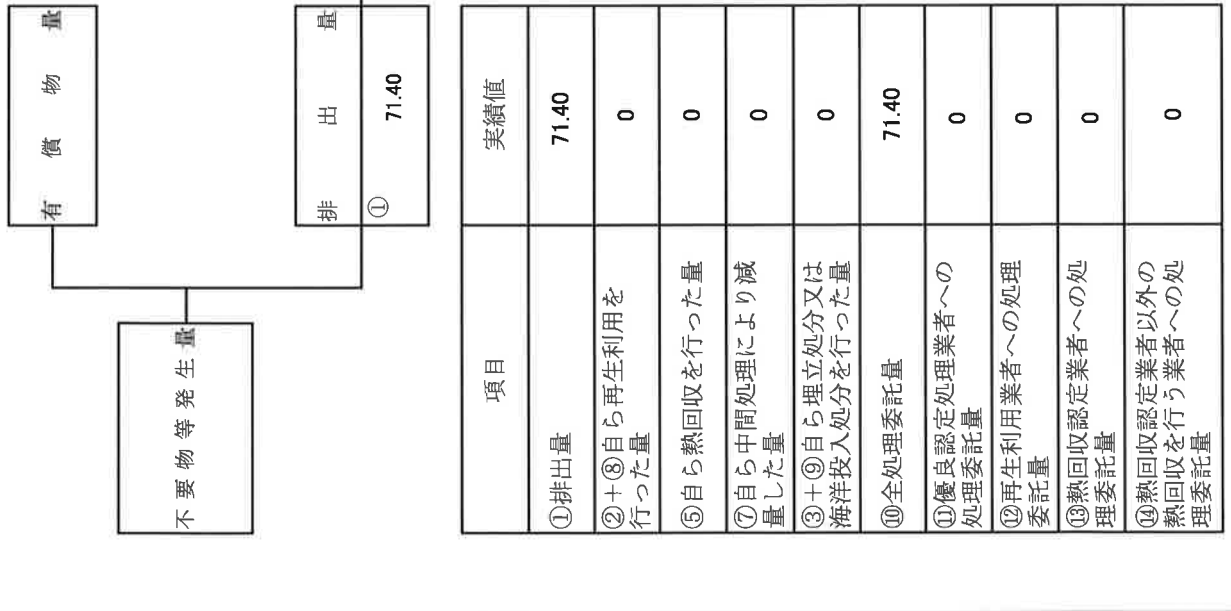 有償物量
不要物等発生量
排出量
①
71.40
項目
実績値
①排出量
71.40
②+⑧自ら再生利用を
行った量
0
⑤自ら熱回収を行った量
0
⑦自ら中間処理により減
量した量
0
③+⑨自ら埋立処分又は
海洋投入処分を行った量
0
⑩全処理委託量
71.40
⑪優良認定処理業者への
処理委託量
0
⑫再生利用業者への処理
委託量
0
⑬熱回収認定業者への処
理委託量
0
⑭熱回収認定業者以外の
熱回収を行う業者への処
理委託量
0